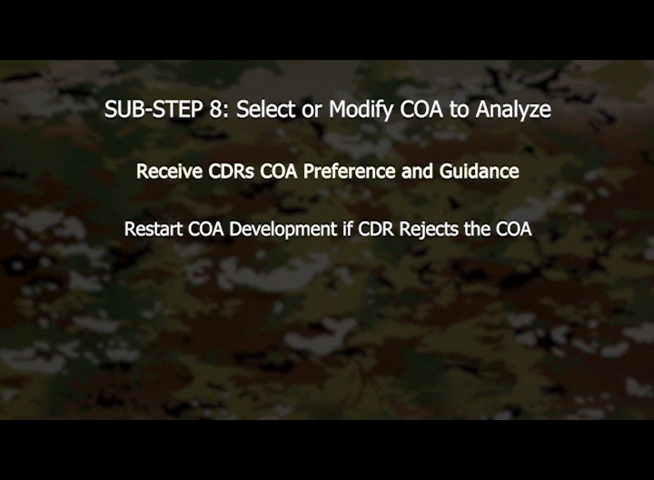 SUB-STEP 8: Select or Modify COA to Analyze
Receive CDRs COA Preference and Guidance
Restart COA Development if CDR Rejects the COA